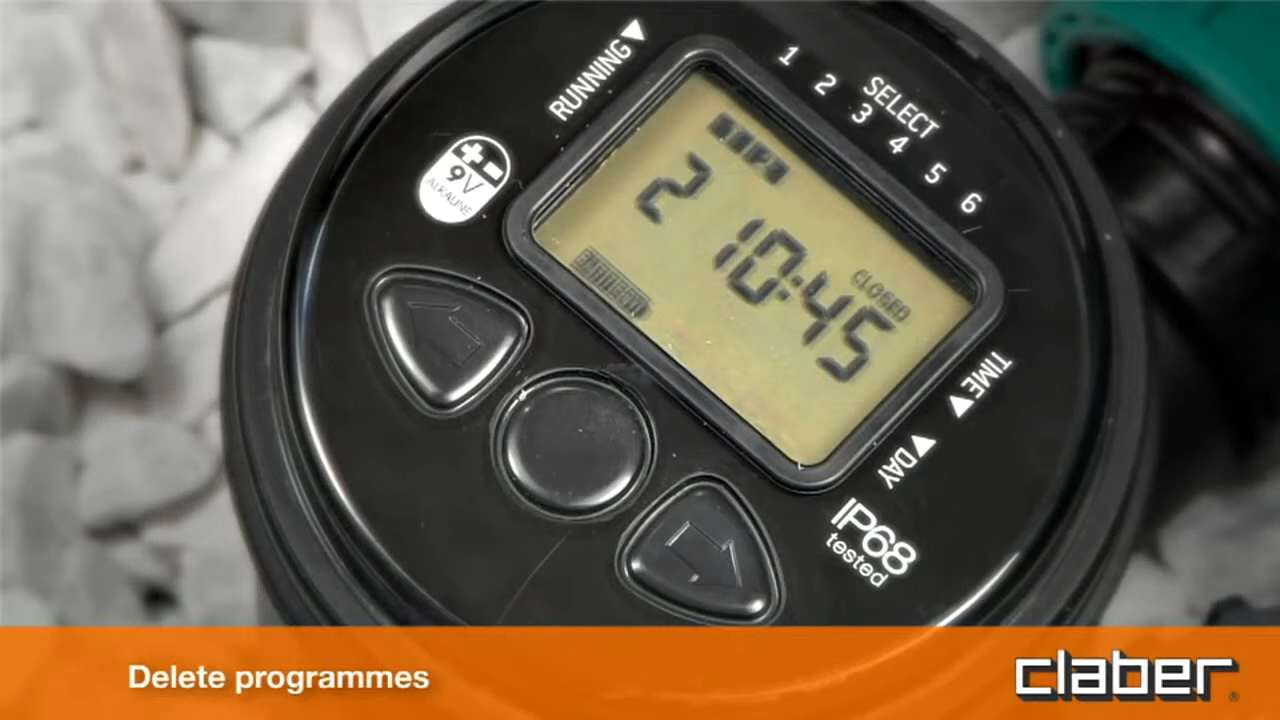 RUNNING
1 2 3 4 5 6
SELECT
9V
ALKALINE
2 10:45
CLOSED
TIME
DAY
IP68
tested
Delete programmes
claber